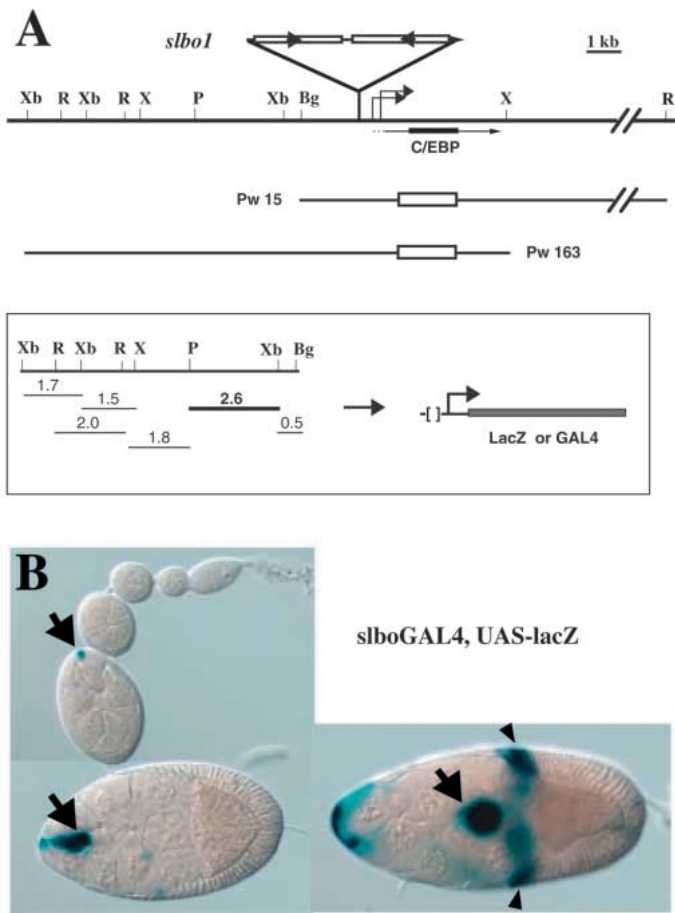 A
slbo1
1 kb
Xb R Xb R X P Xb Bg X R
C/EBP
Pw 15
Pw 163
Xb R Xb R X P Xb Bg
1.7 1.5 2.6 0.5
2.0 1.8
-[ ]
LacZ or GAL4
B
slboGAL4, UAS-lacZ